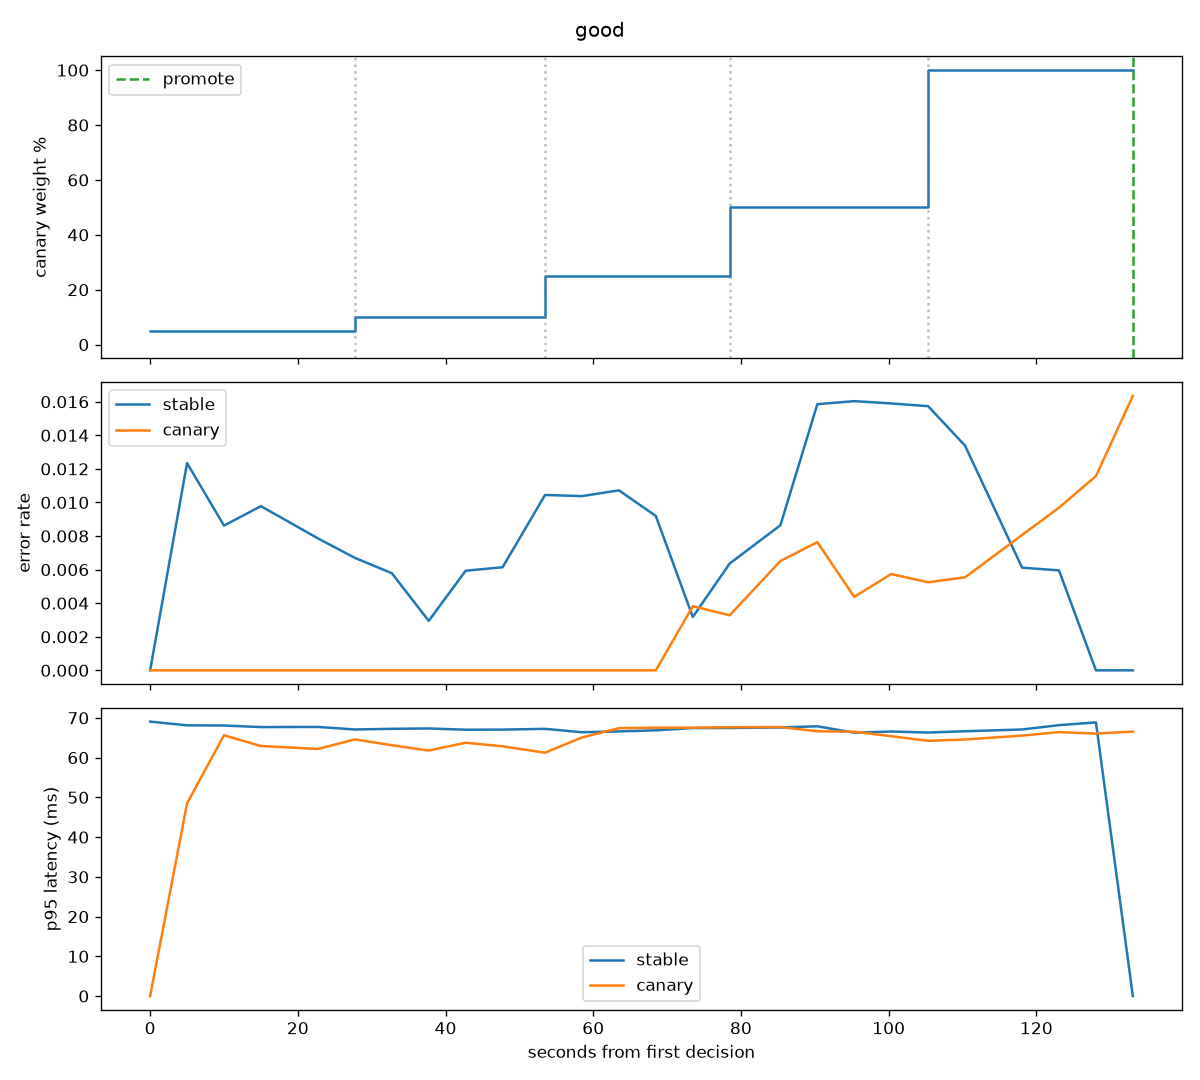 good
promote
100
80
60
40
20
0
canary weight %
stable
canary
0.016
0.014
0.012
0.010
0.008
0.006
0.004
0.002
0.000
error rate
70
60
50
40
30
20
10
0
p95 latency (ms)
stable
canary
0 20 40 60 80 100 120
seconds from first decision